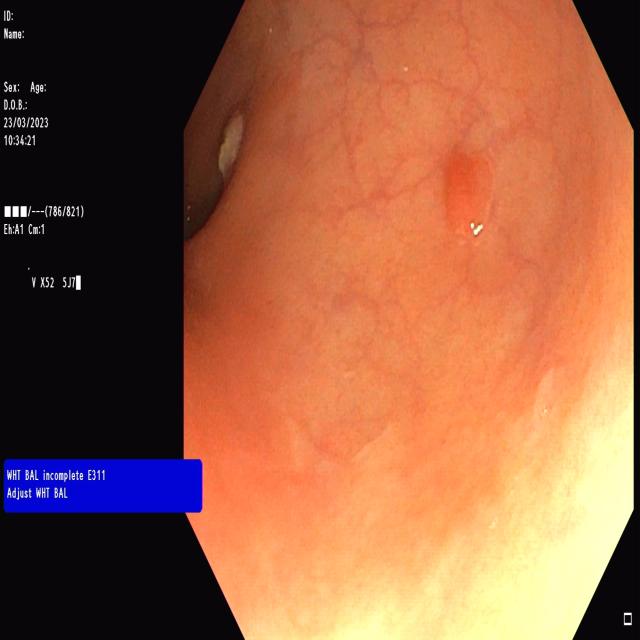 ID:
Name:
Sex: Age:
D.O.B.:
23/03/2023
10:34:21
■■■/---(786/821)
Eh:A1 Cm:1
V X52 5J7
WHT BAL incomplete E311
Adjust WHT BAL